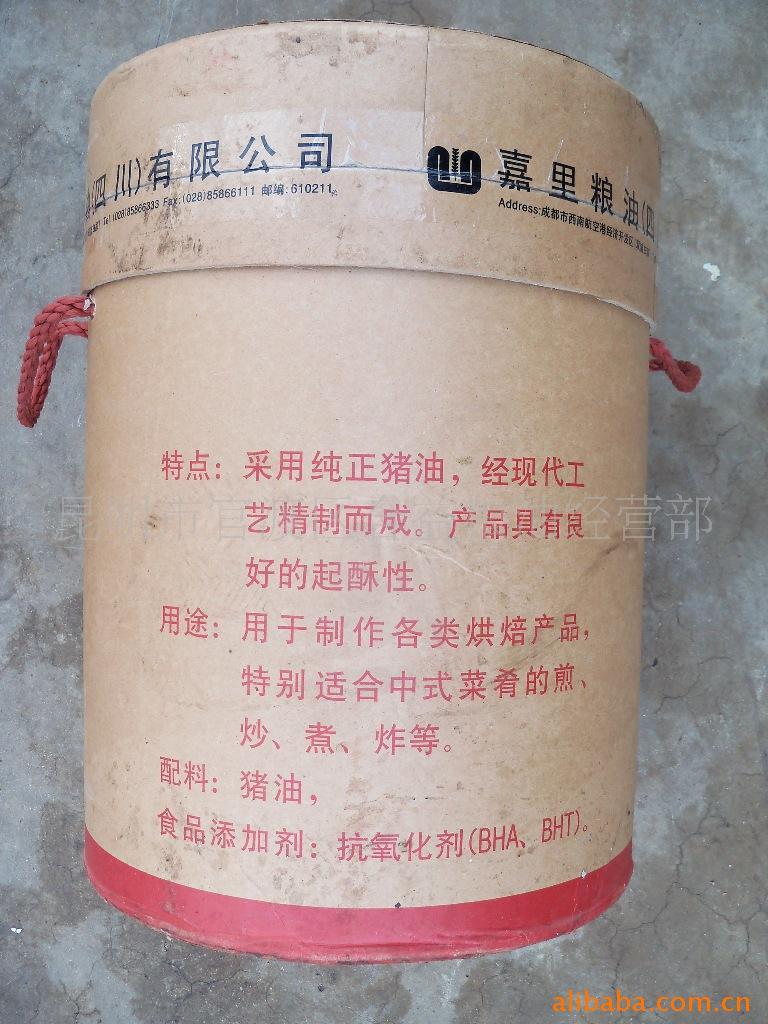 (四川)有限公司
Tel:(028)85866333 Fax:(028)85866111 邮编:610211
嘉里粮油(四
Address:成都市西南航空港经济开发区
特点:采用纯正猪油,经现代工
艺精制而成。产品具有良
好的起酥性。
用途:用于制作各类烘焙产品,
特别适合中式菜肴的煎、
炒、煮、炸等。
配料:猪油,
食品添加剂:抗氧化剂(BHA、BHT)。
经营部
alibaba.com.cn